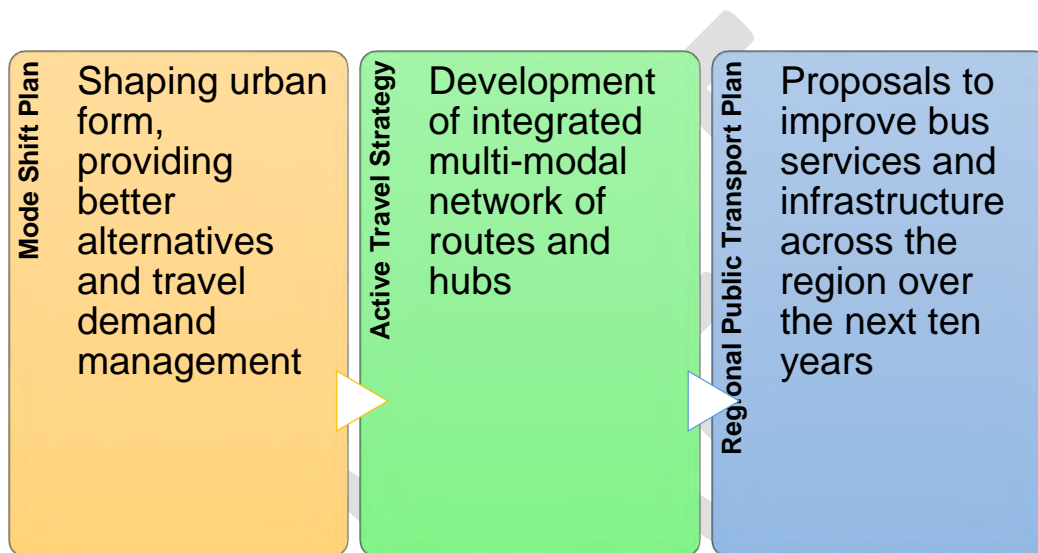 Mode Shift Plan
Shaping urban
form,
providing
better
alternatives
and travel
demand
management
Active Travel Strategy
Development
of integrated
multi-modal
network of
routes and
hubs
Regional Public Transport Plan
Proposals to
improve bus
services and
infrastructure
across the
region over
the next ten
years